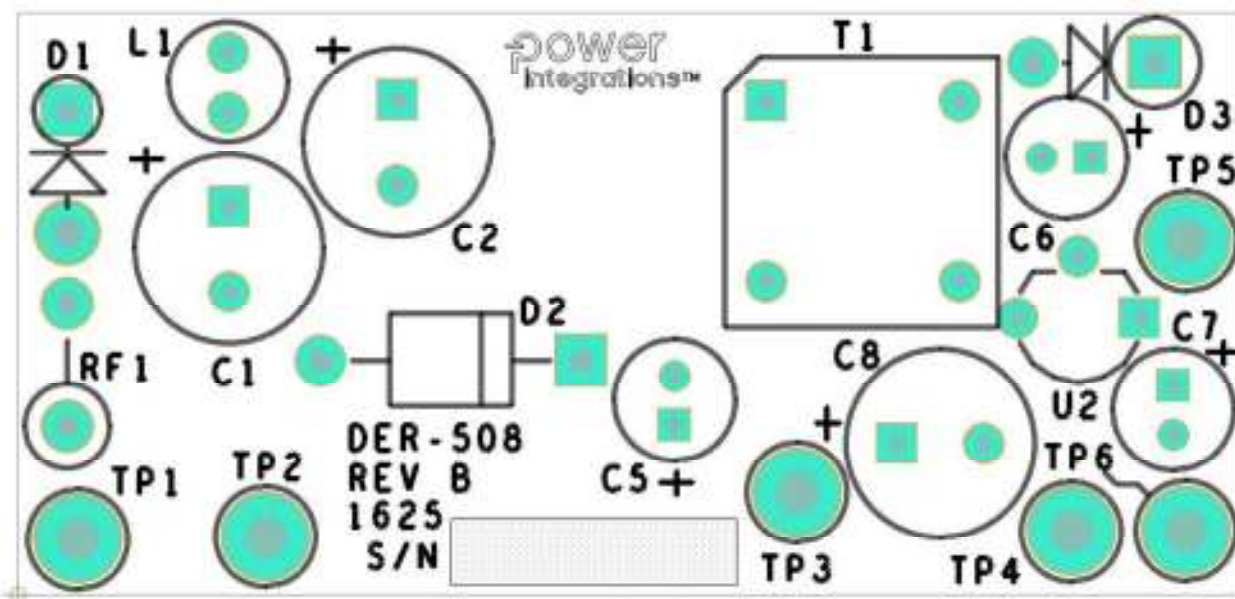 D1
L1
+
power
integrations™
T1
D3
+
+
TP5
C2
C6
D2
C7
+
RF1
C1
C8
U2
+
DER-508
REV B
1625
S/N
TP1
TP2
C5 +
TP6
TP3
TP4